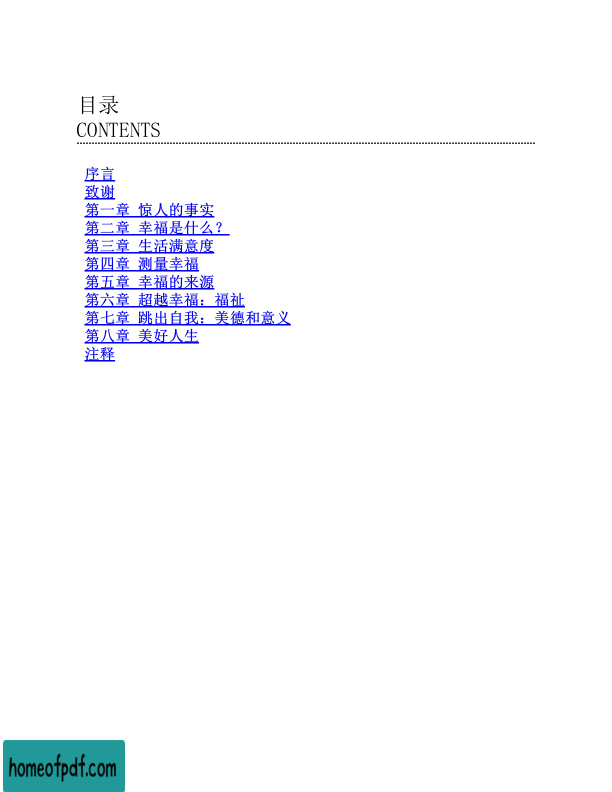 目录
CONTENTS
序言
致谢
第一章 惊人的事实
第二章 幸福是什么？
第三章 生活满意度
第四章 测量幸福
第五章 幸福的来源
第六章 超越幸福：福祉
第七章 跳出自我：美德和意义
第八章 美好人生
注释
homeofpdf.com